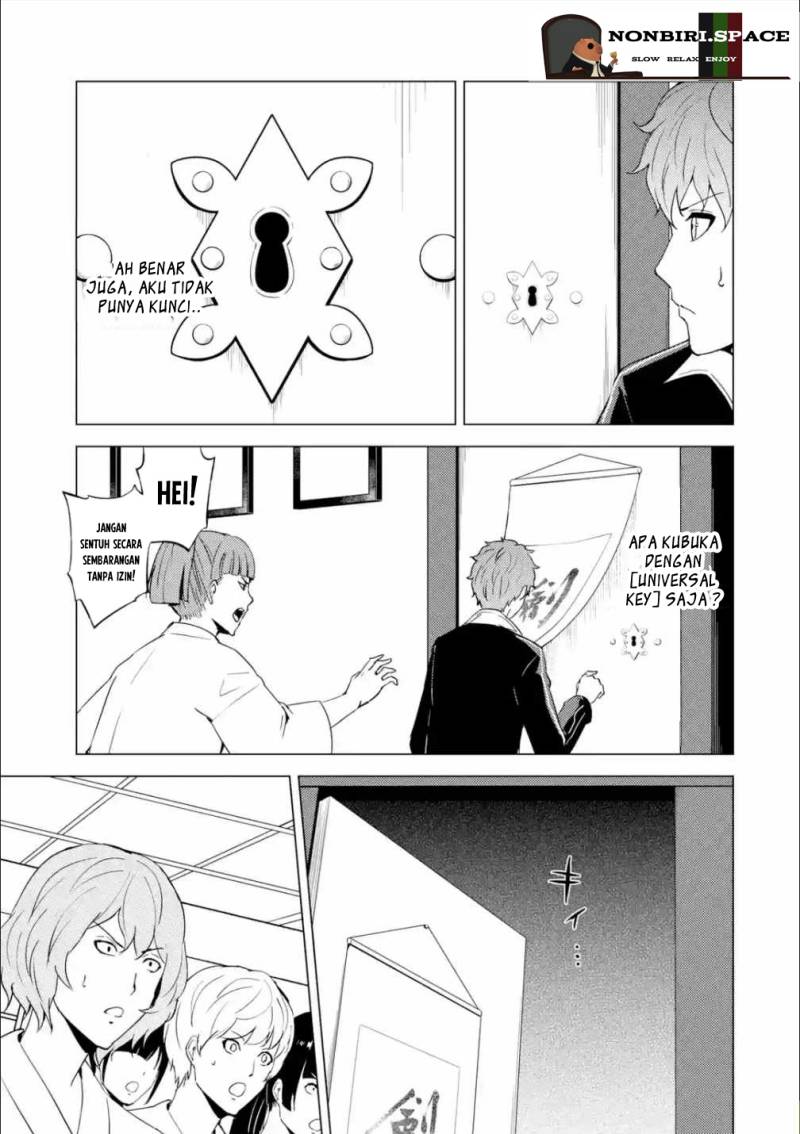 NONBIRI.SPACE
SLOW RELAX ENJOY
AH BENAR
JUGA, AKU TIDAK
PUNYA KUNCI..
APA KUBUKA
DENGAN
[UNIVERSAL
KEY] SAJA ?
HEI!
JANGAN
SENTUH SECARA
SEMBARANGAN
TANPA IZIN!
キィ…
剣